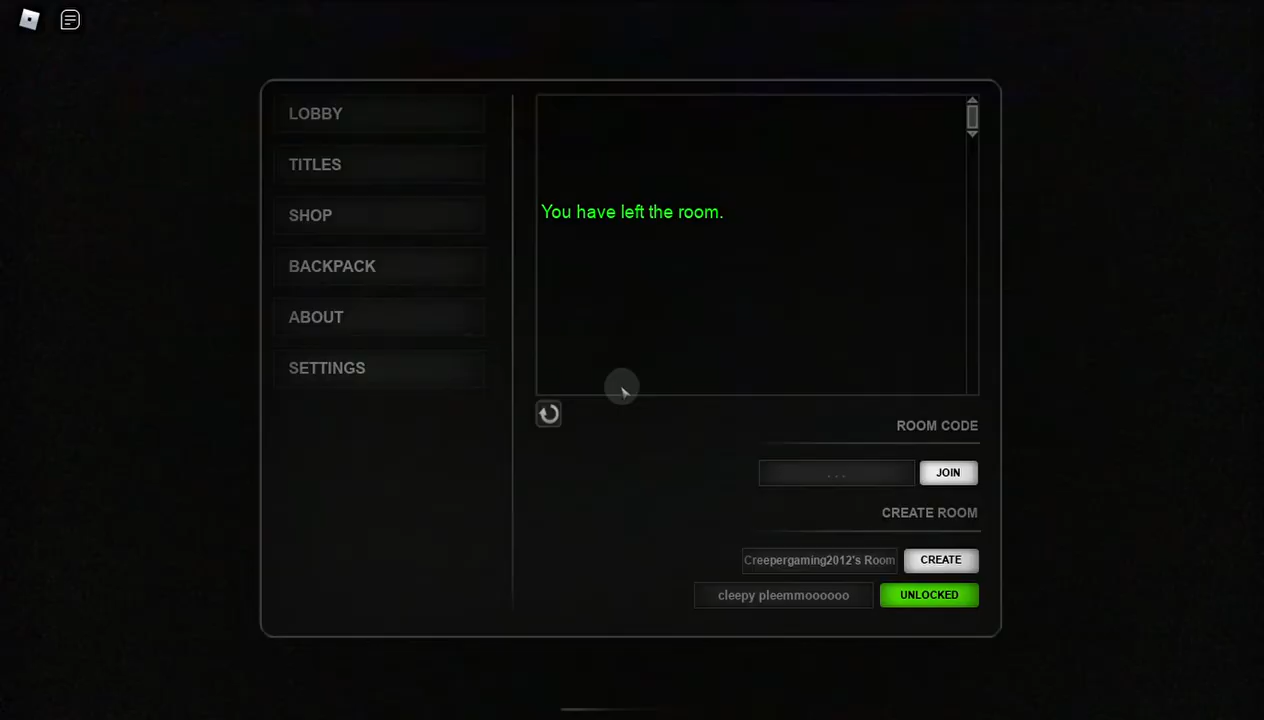 LOBBY
TITLES
SHOP
BACKPACK
ABOUT
SETTINGS
You have left the room.
ROOM CODE
. . .
JOIN
CREATE ROOM
Creepergaming2012's Room
CREATE
cleepy pleemmoooooo
UNLOCKED